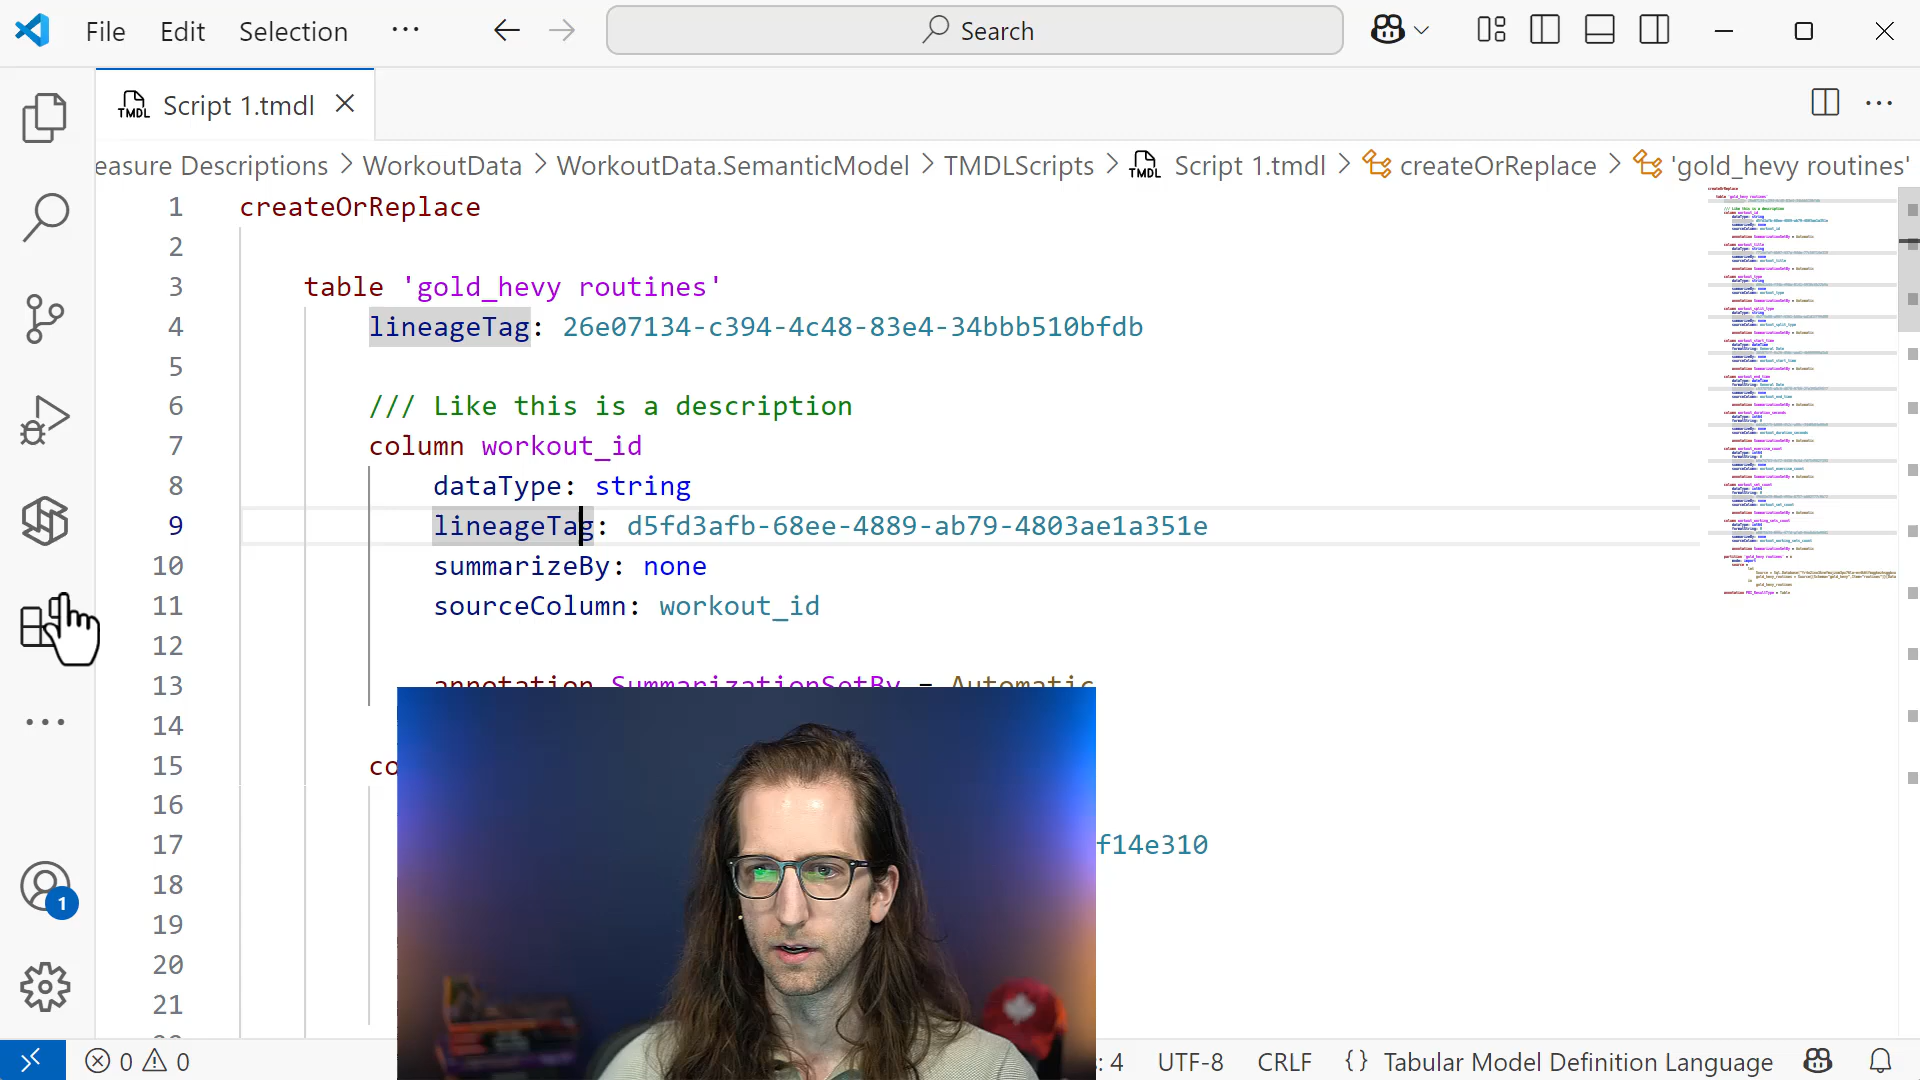 File Edit Selection ... Search
TMDL Script 1.tmdl
easure Descriptions > WorkoutData > WorkoutData.SemanticModel > TMDLScripts > TMDL Script 1.tmdl > createOrReplace > 'gold_hevy routines'
1 createOrReplace
2
3 table 'gold_hevy routines'
4 lineageTag: 26e07134-c394-4c48-83e4-34bbb510bfdb
5
6 /// Like this is a description
7 column workout_id
8 dataType: string
9 lineageTag: d5fd3afb-68ee-4889-ab79-4803ae1a351e
10 summarizeBy: none
11 sourceColumn: workout_id
12
13 annotation SummarizationSetBy = Automatic
14
15 co
16
17 f14e310
18
19
20
21
1
0 0 : 4 UTF-8 CRLF {} Tabular Model Definition Language